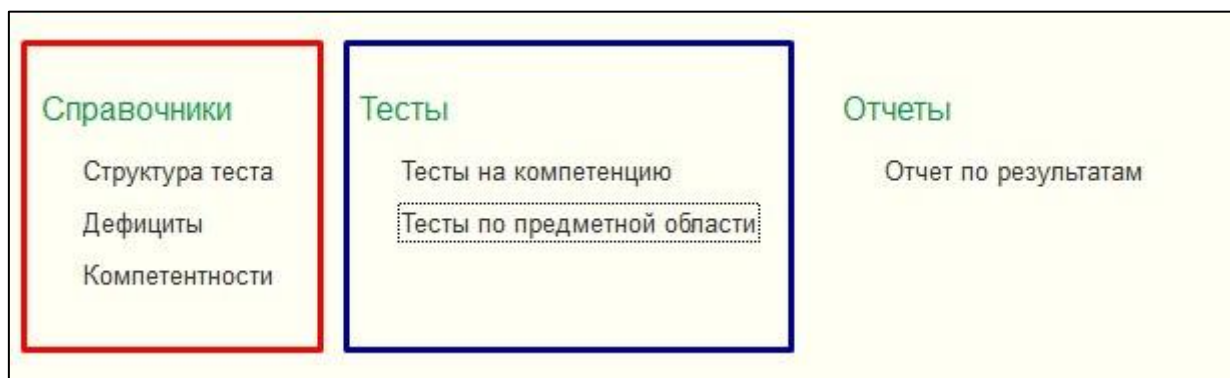 Справочники
Структура теста
Дефициты
Компетентности
Тесты
Тесты на компетенцию
Тесты по предметной области
Отчеты
Отчет по результатам